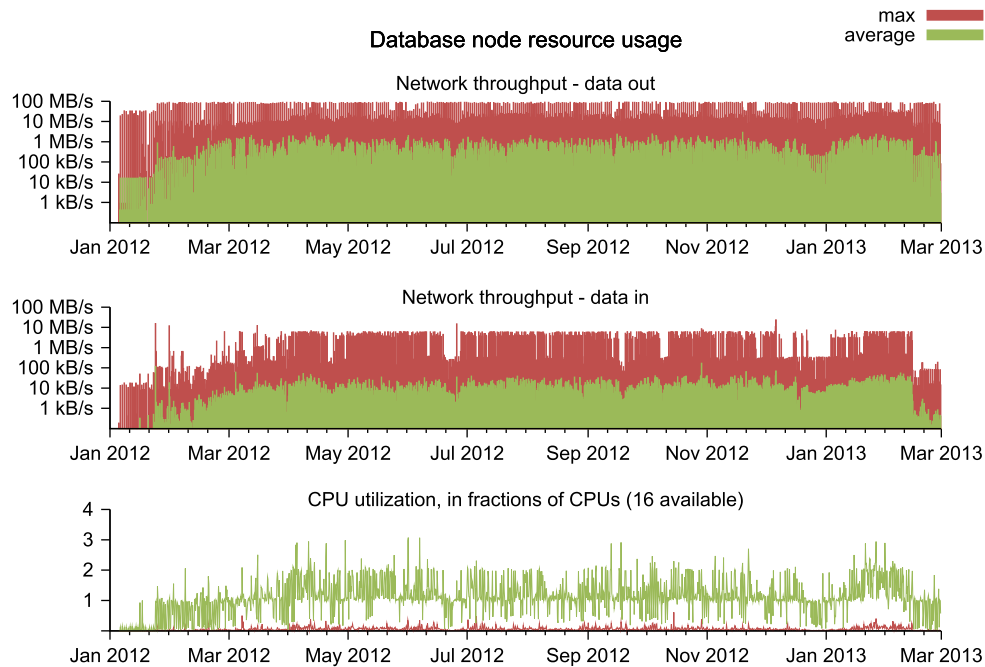 max
average
Database node resource usage
Network throughput - data out
100 MB/s
10 MB/s
1 MB/s
100 kB/s
10 kB/s
1 kB/s
Jan 2012 Mar 2012 May 2012 Jul 2012 Sep 2012 Nov 2012 Jan 2013 Mar 2013
Network throughput - data in
100 MB/s
10 MB/s
1 MB/s
100 kB/s
10 kB/s
1 kB/s
Jan 2012 Mar 2012 May 2012 Jul 2012 Sep 2012 Nov 2012 Jan 2013 Mar 2013
CPU utilization, in fractions of CPUs (16 available)
4
3
2
1
Jan 2012 Mar 2012 May 2012 Jul 2012 Sep 2012 Nov 2012 Jan 2013 Mar 2013